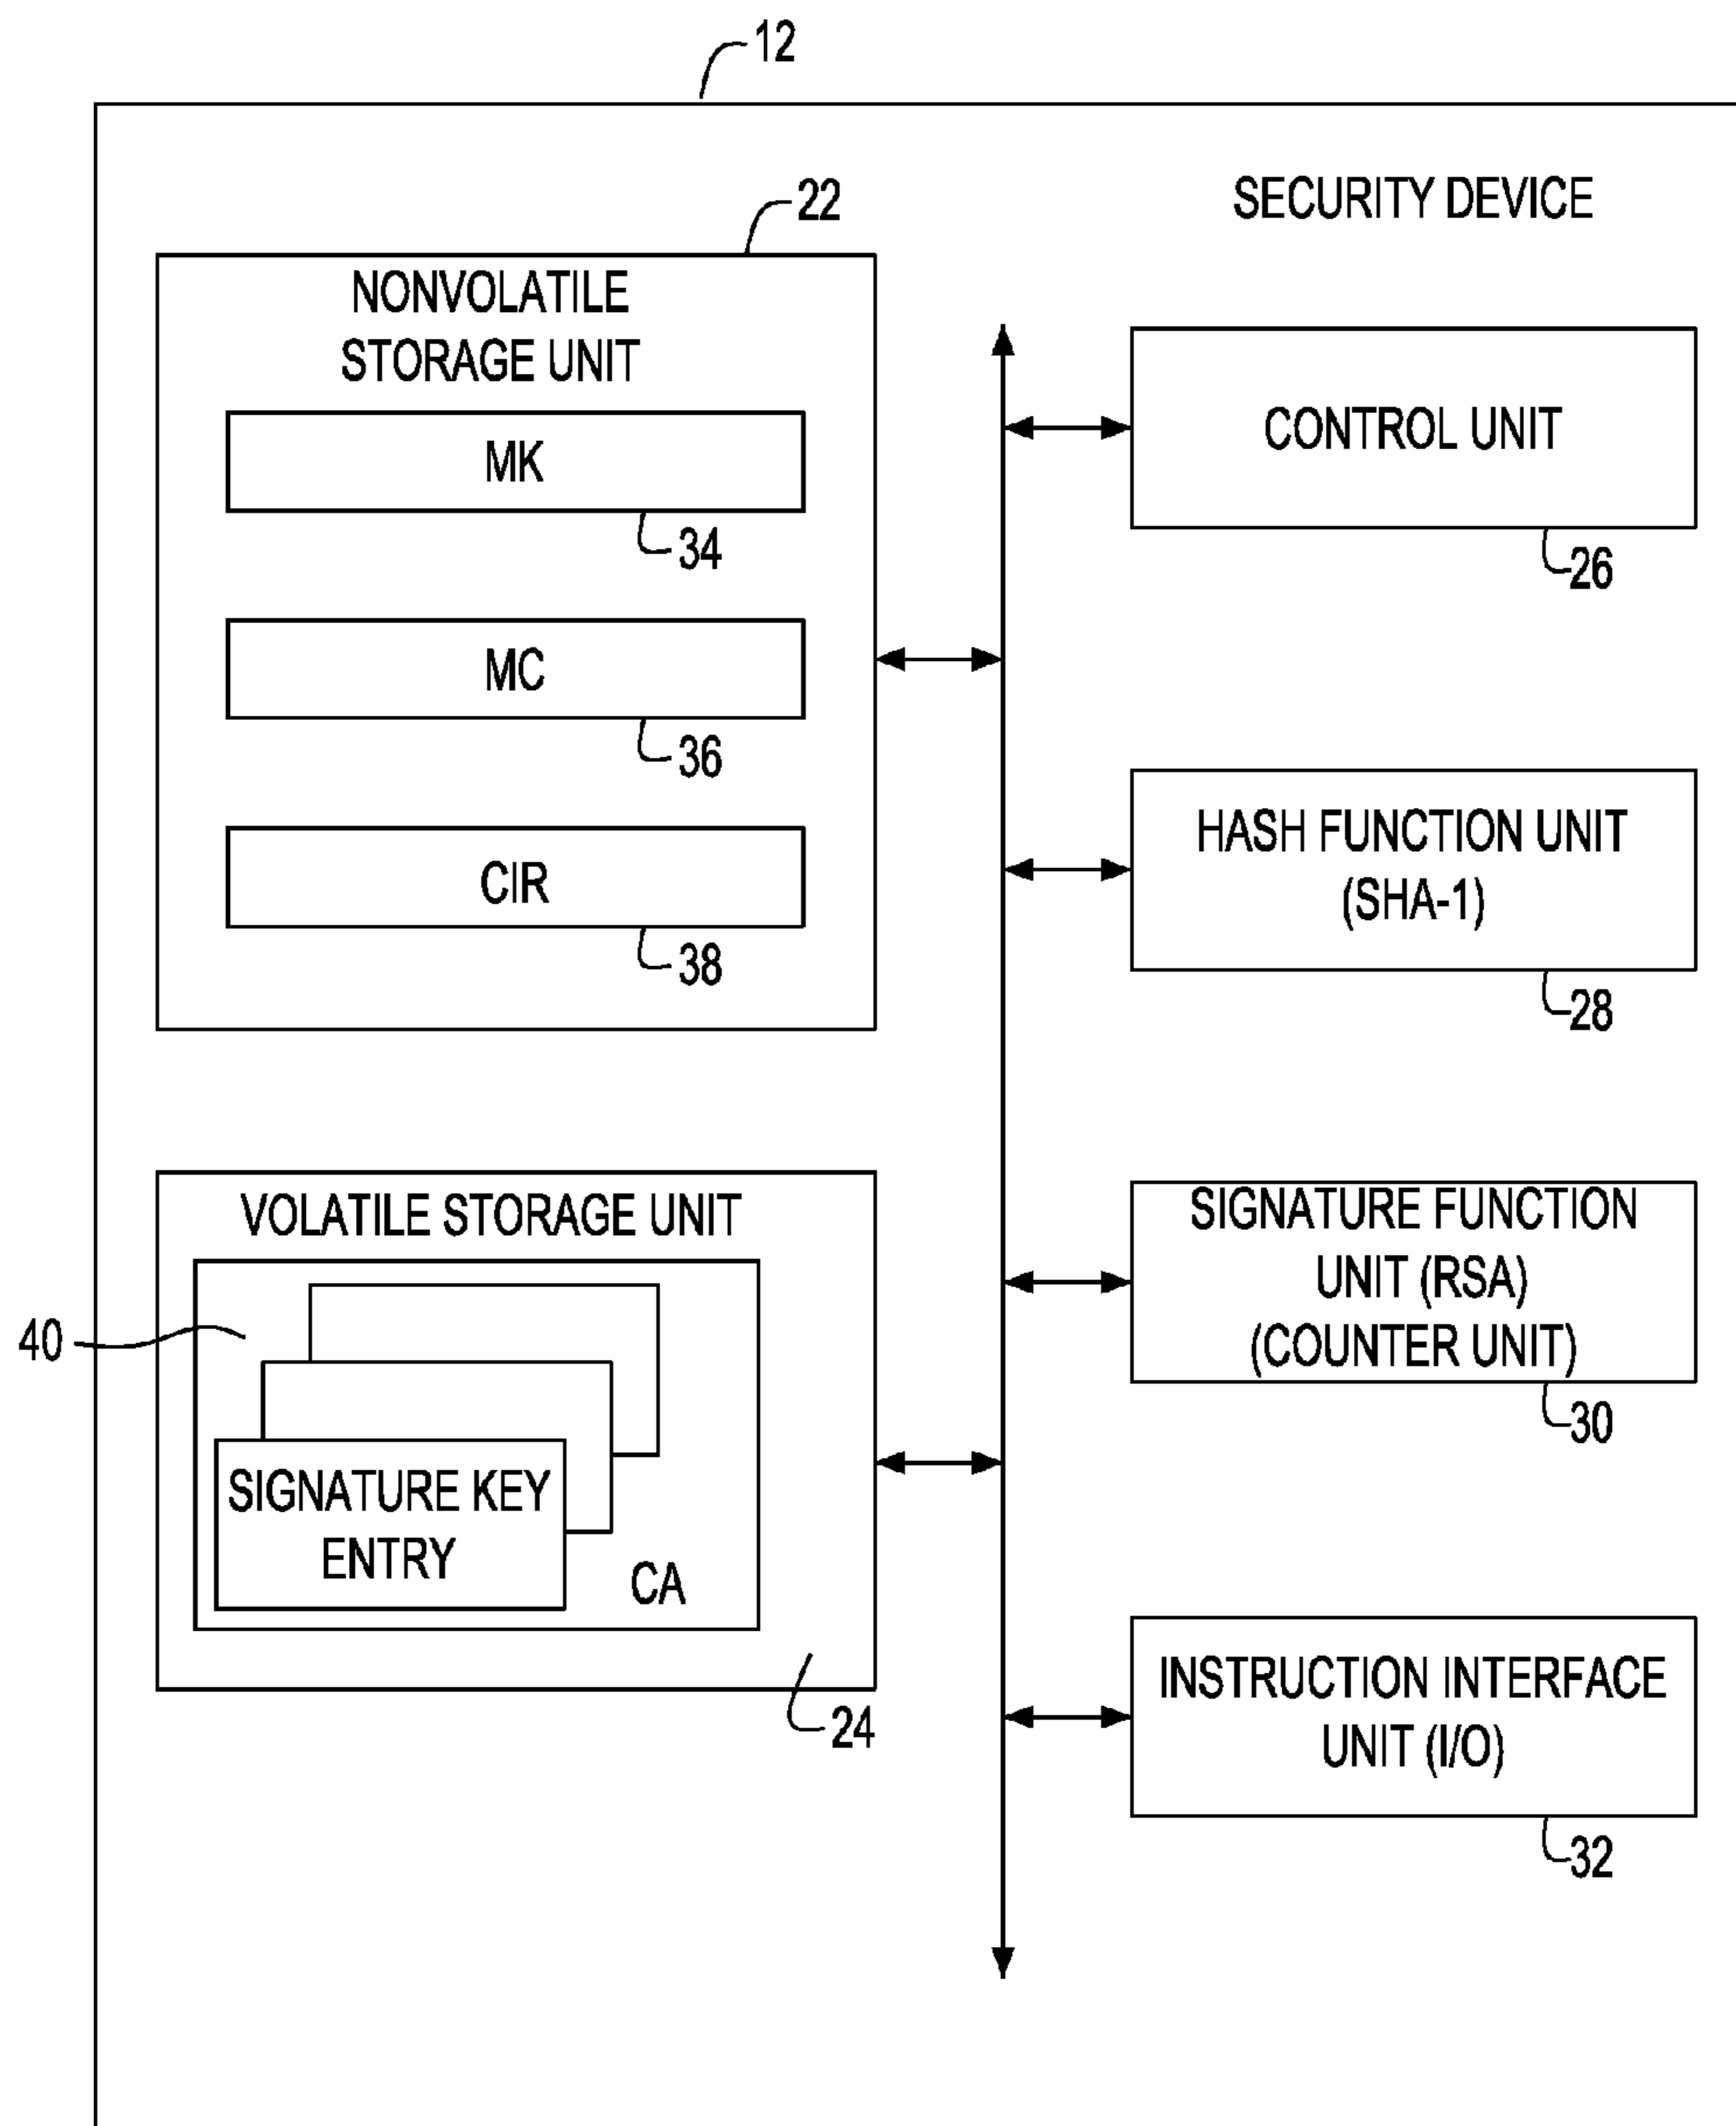 12
SECURITY DEVICE
22
NONVOLATILE
STORAGE UNIT
MK
34
MC
36
CIR
38
CONTROL UNIT
26
HASH FUNCTION UNIT
(SHA-1)
28
VOLATILE STORAGE UNIT
40
SIGNATURE KEY
ENTRY
CA
24
SIGNATURE FUNCTION
UNIT (RSA)
(COUNTER UNIT)
30
INSTRUCTION INTERFACE
UNIT (I/O)
32